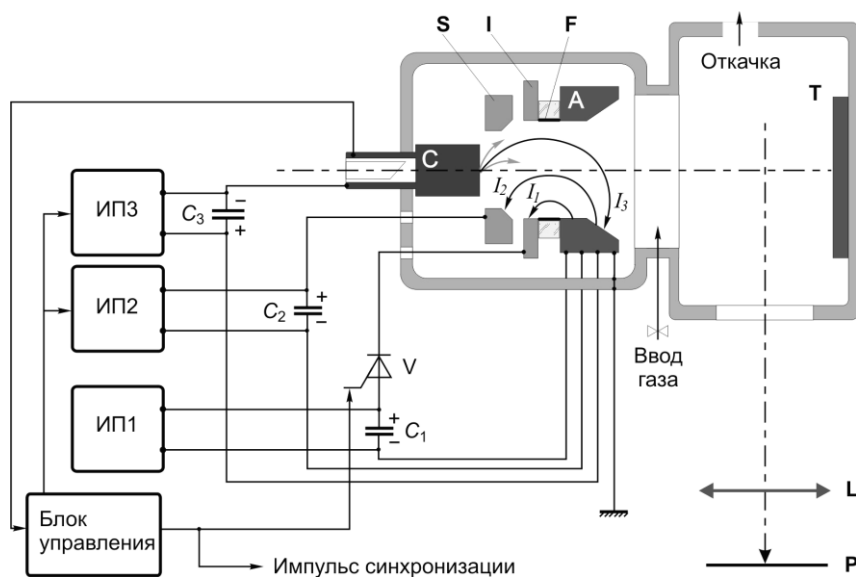 S
I
F
Откачка
A
T
C
ИП3
C3
−
+
I2
I1
I3
ИП2
C2
+
−
Ввод
газа
V
ИП1
+
−
C1
Блок
управления
L
Импульс синхронизации
P